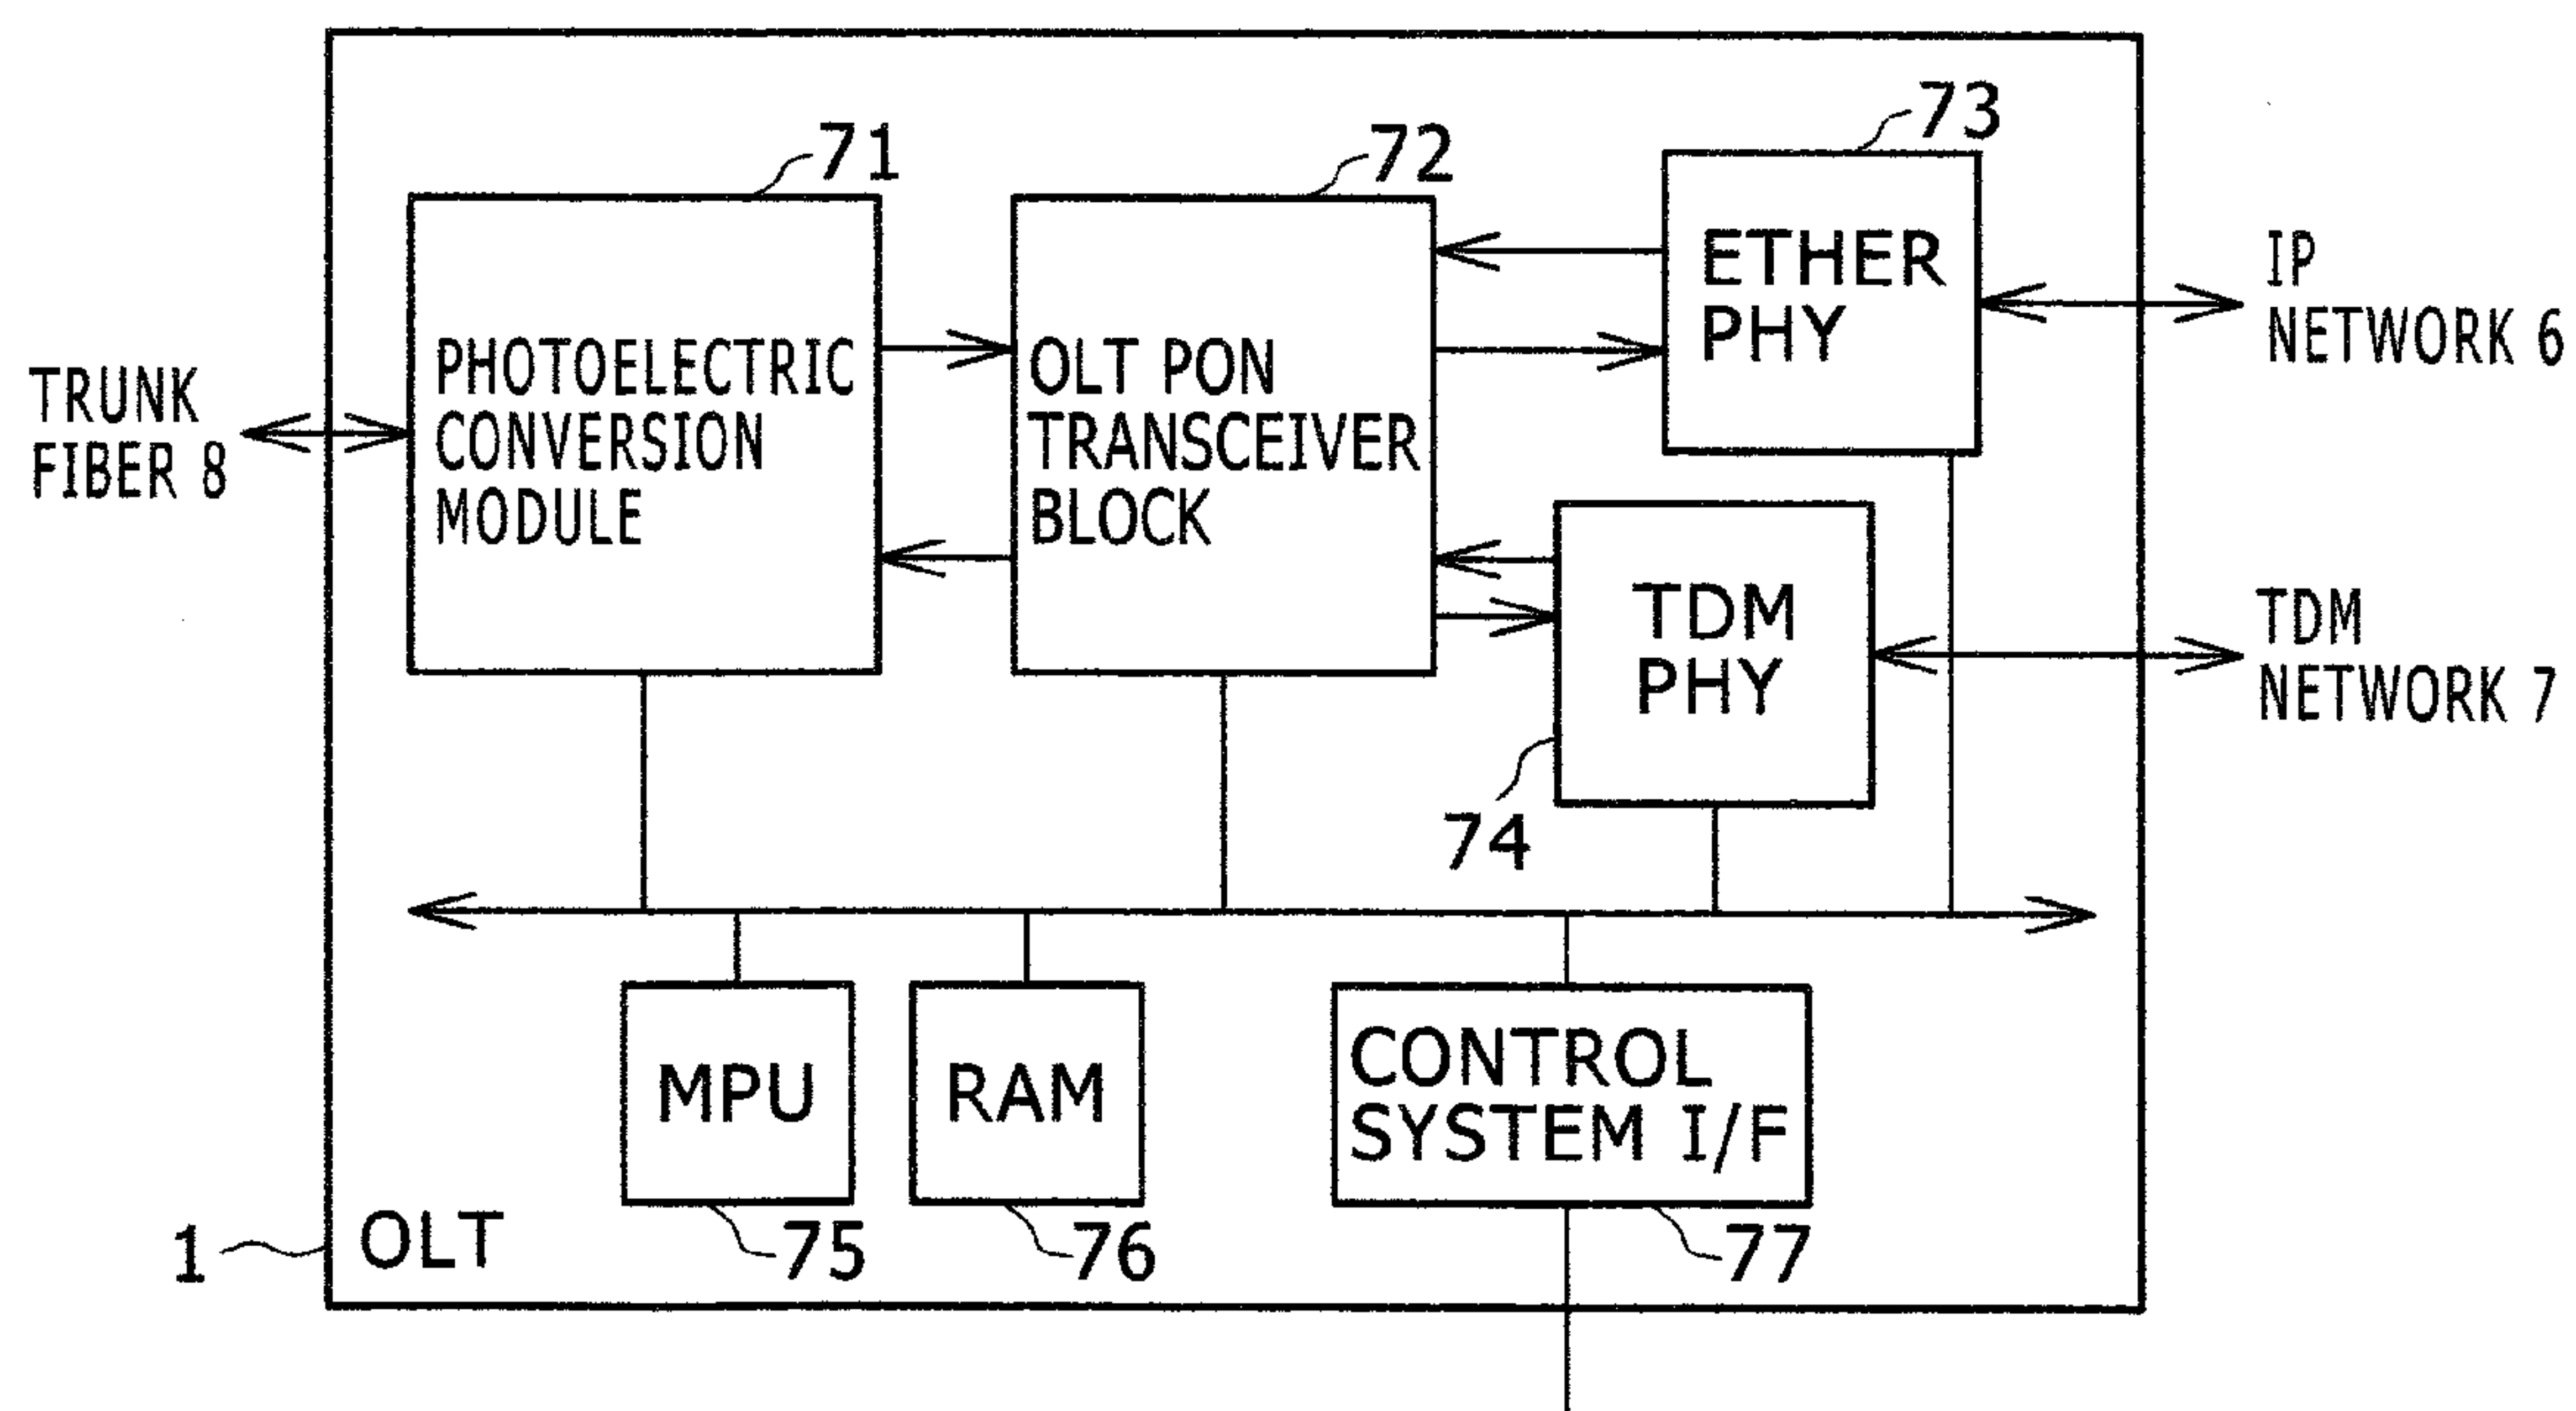 71
72
73
PHOTOELECTRIC
CONVERSION
MODULE
OLT PON
TRANSCEIVER
BLOCK
ETHER
PHY
IP
NETWORK 6
TRUNK
FIBER 8
TDM
PHY
74
TDM
NETWORK 7
MPU
75
RAM
76
CONTROL
SYSTEM I/F
77
1
OLT